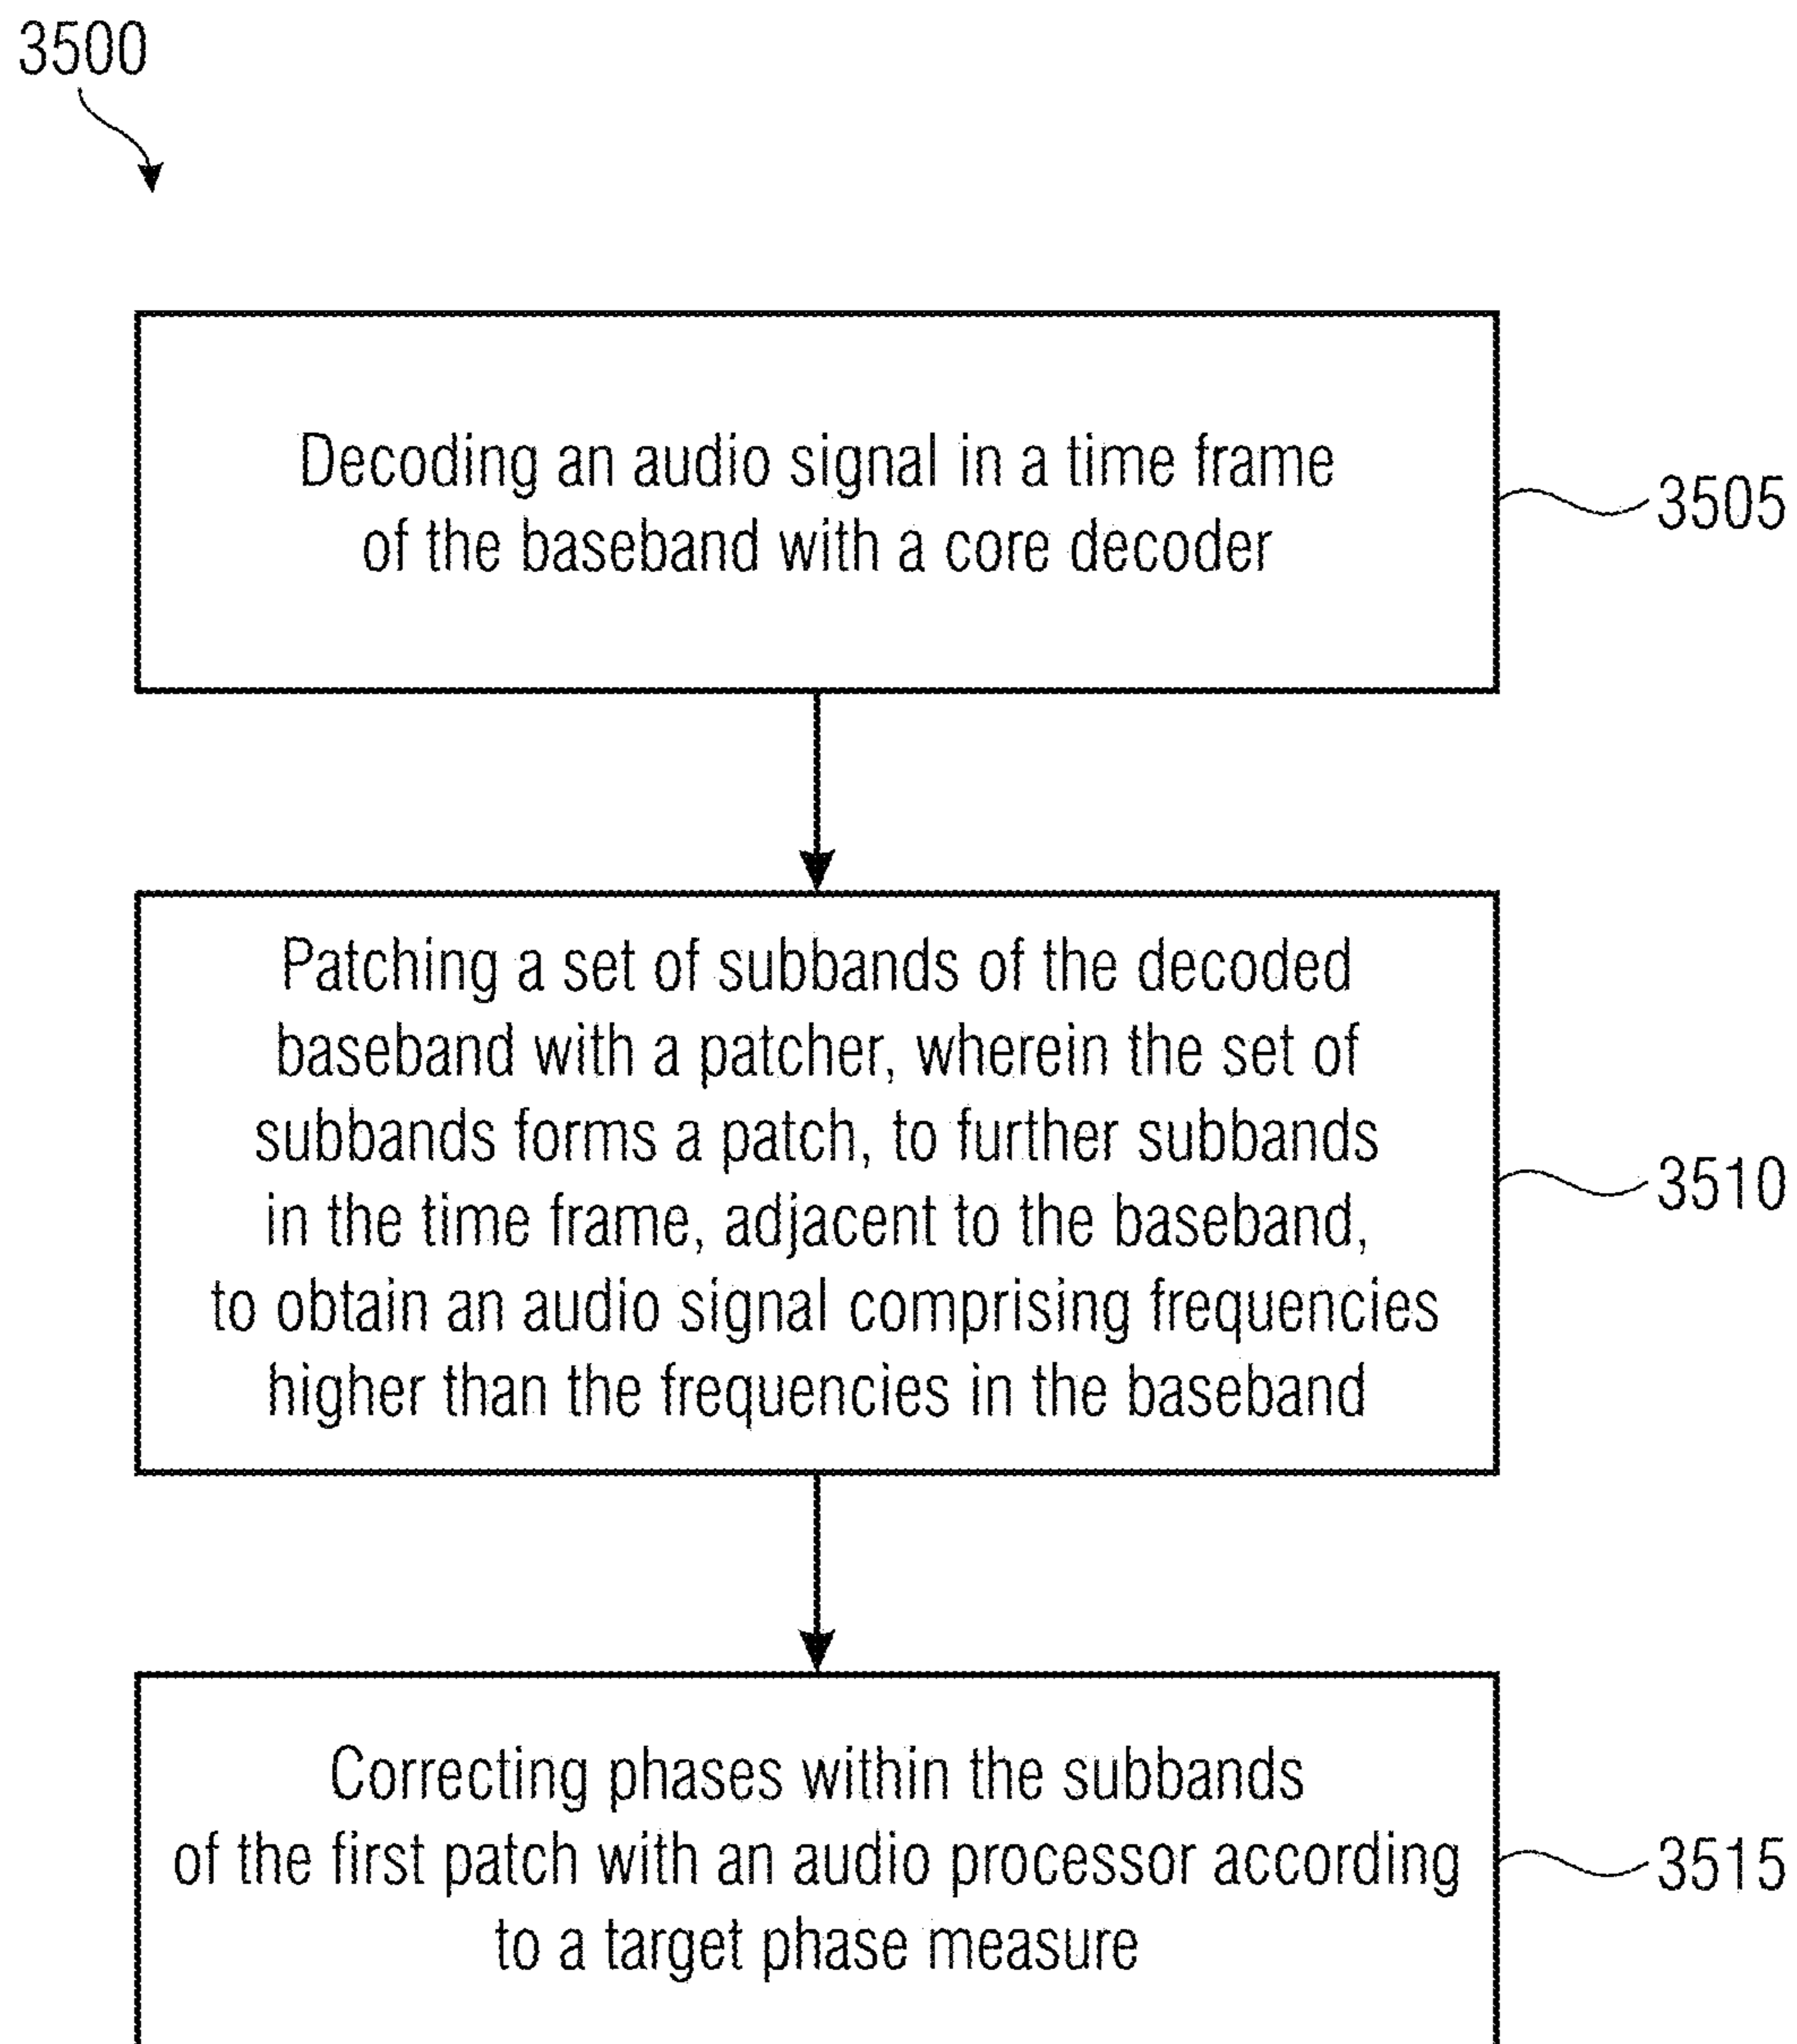 3500
Decoding an audio signal in a time frame
of the baseband with a core decoder
3505
Patching a set of subbands of the decoded
baseband with a patcher, wherein the set of
subbands forms a patch, to further subbands
in the time frame, adjacent to the baseband,
to obtain an audio signal comprising frequencies
higher than the frequencies in the baseband
3510
Correcting phases within the subbands
of the first patch with an audio processor according
to a target phase measure
3515